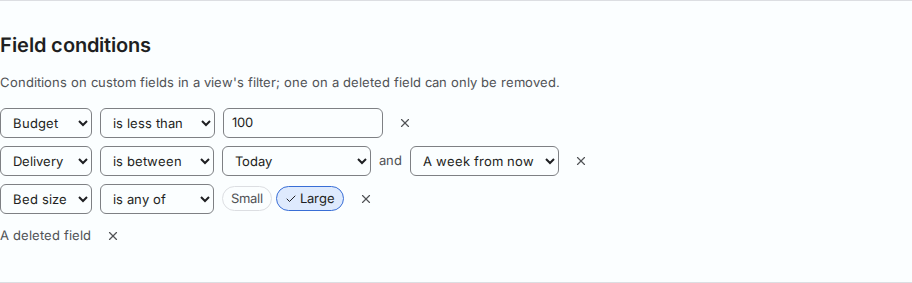 Field conditions
Conditions on custom fields in a view's filter; one on a deleted field can only be removed.
Budget is less than 100
Delivery is between Today and A week from now
Bed size is any of Small Large
A deleted field